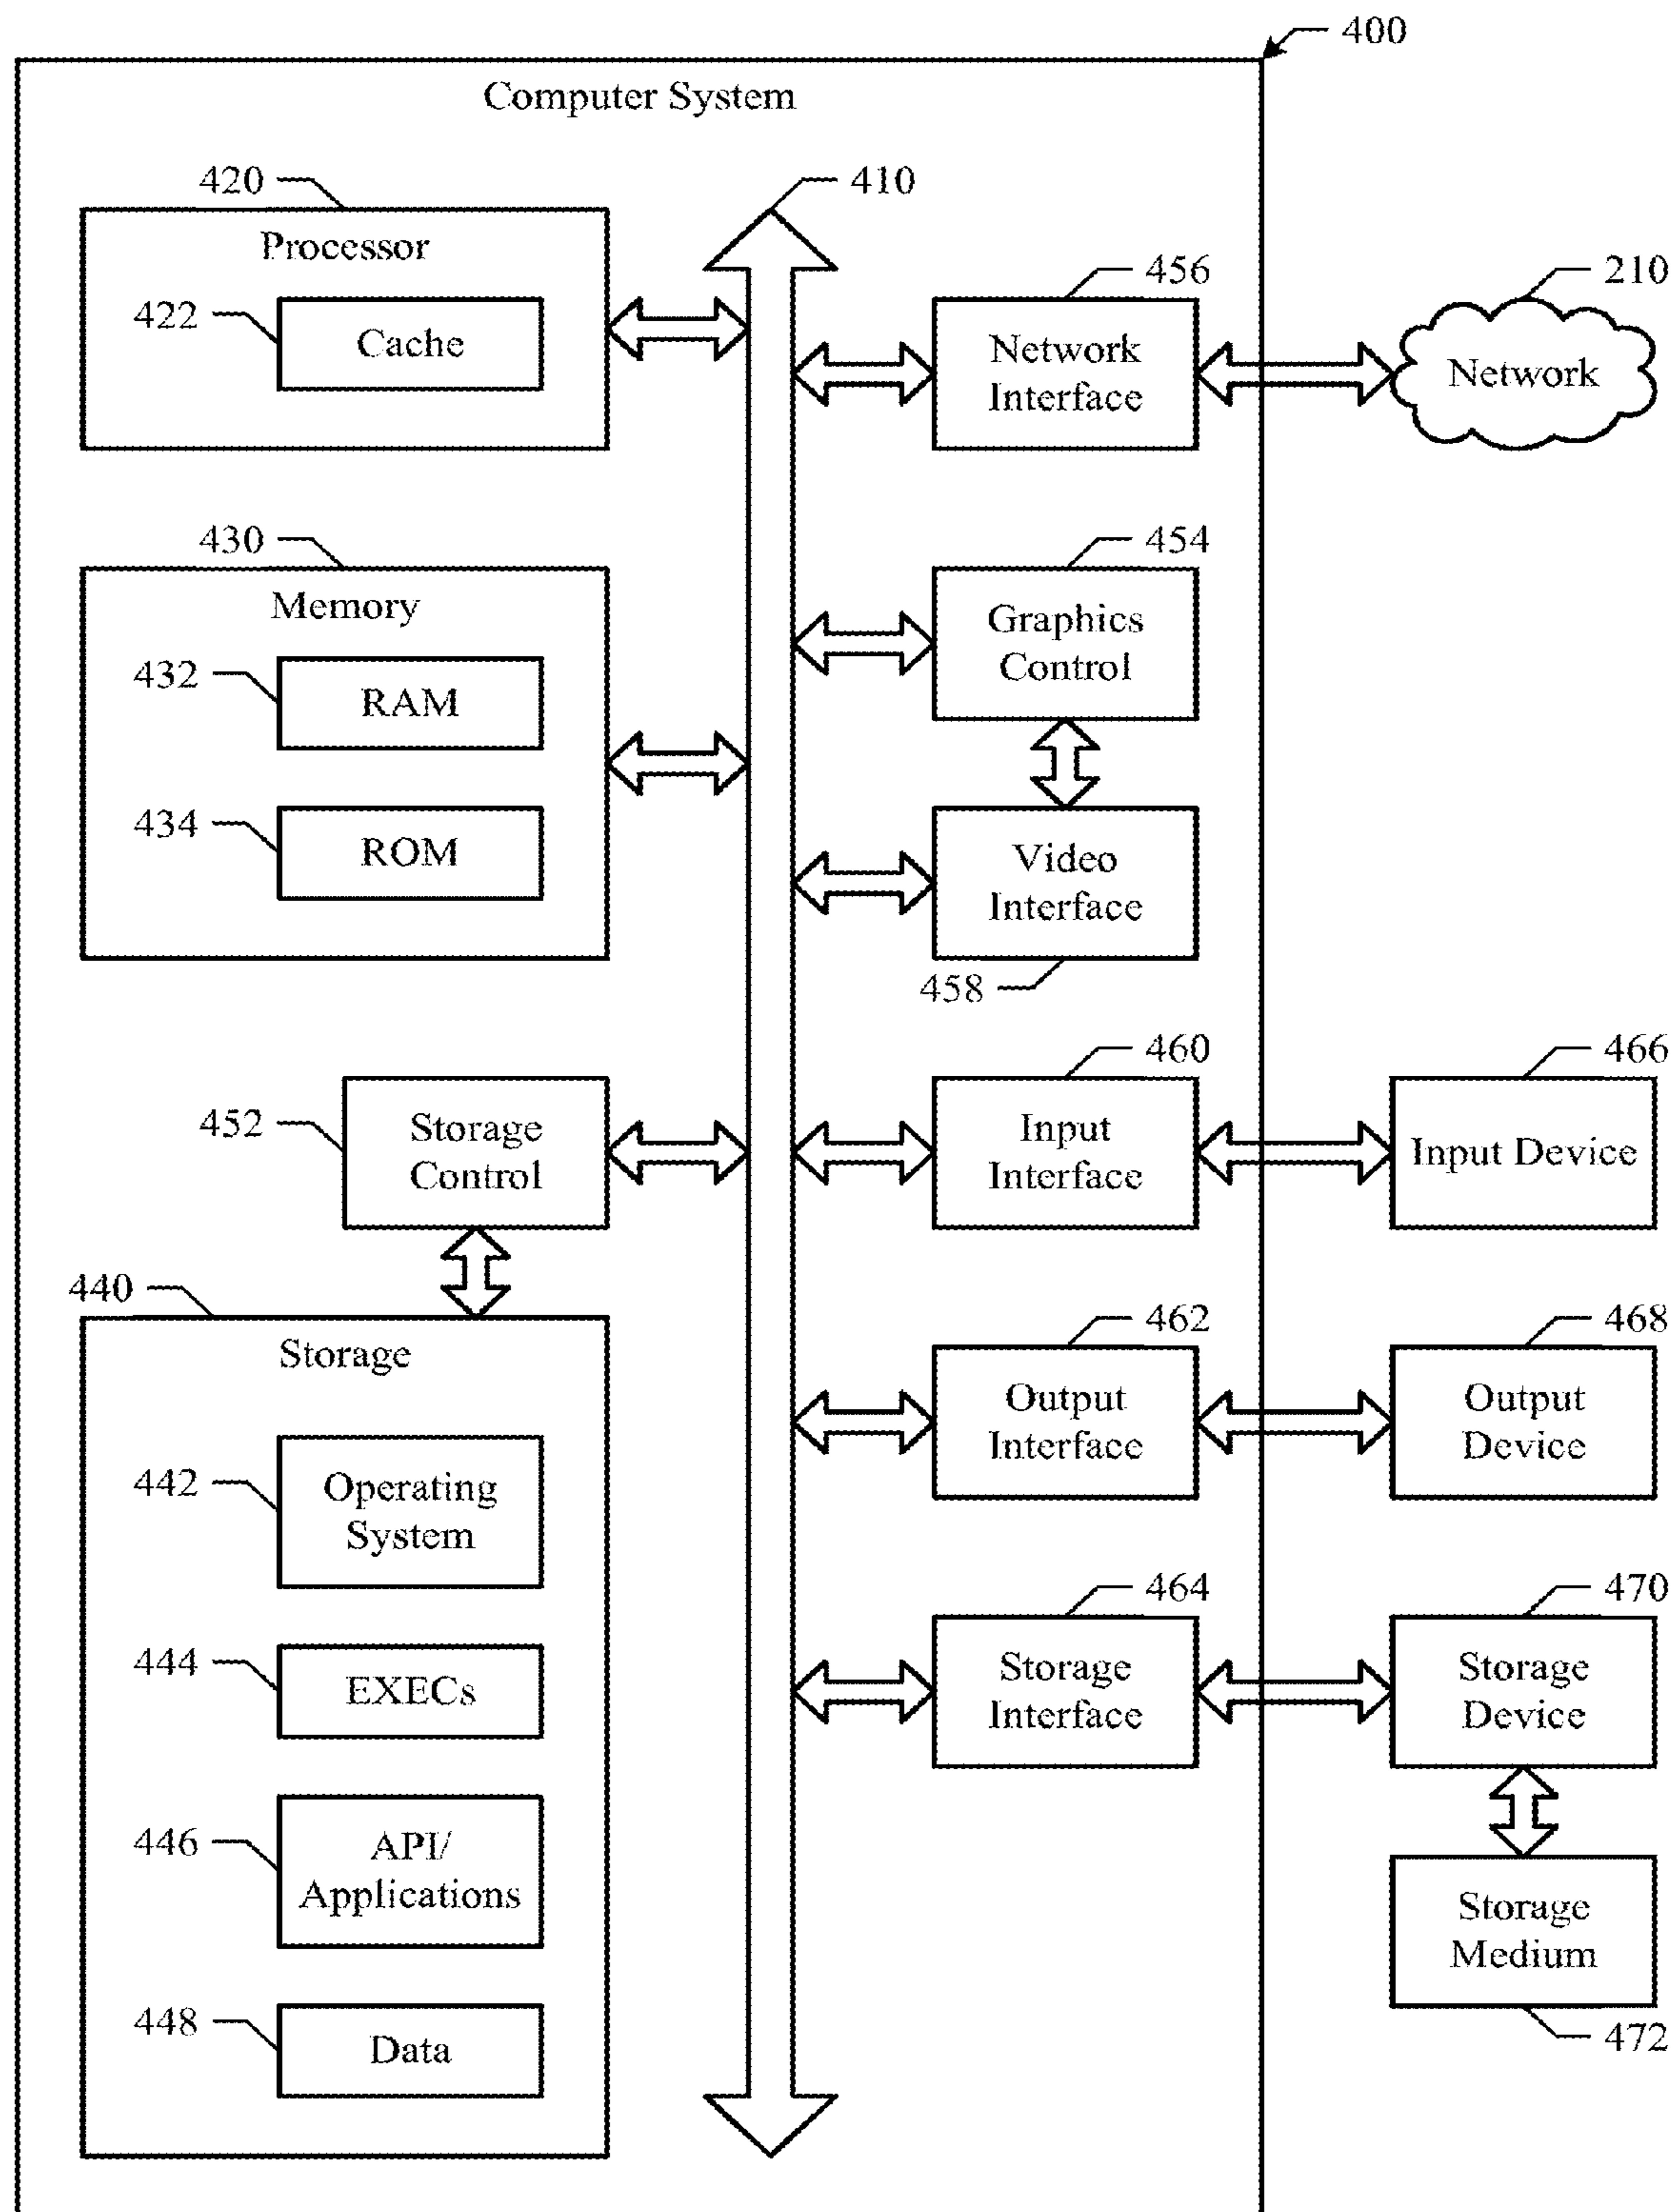 400
Computer System
420
410
Processor
456
210
422
Cache
Network
Interface
Network
430
454
Memory
Graphics
Control
432
RAM
434
ROM
Video
Interface
458
460
466
452
Storage
Control
Input
Interface
Input Device
440
462
468
Storage
Output
Interface
Output
Device
442
Operating
System
464
470
444
EXECs
Storage
Interface
Storage
Device
446
API/
Applications
Storage
Medium
448
Data
472